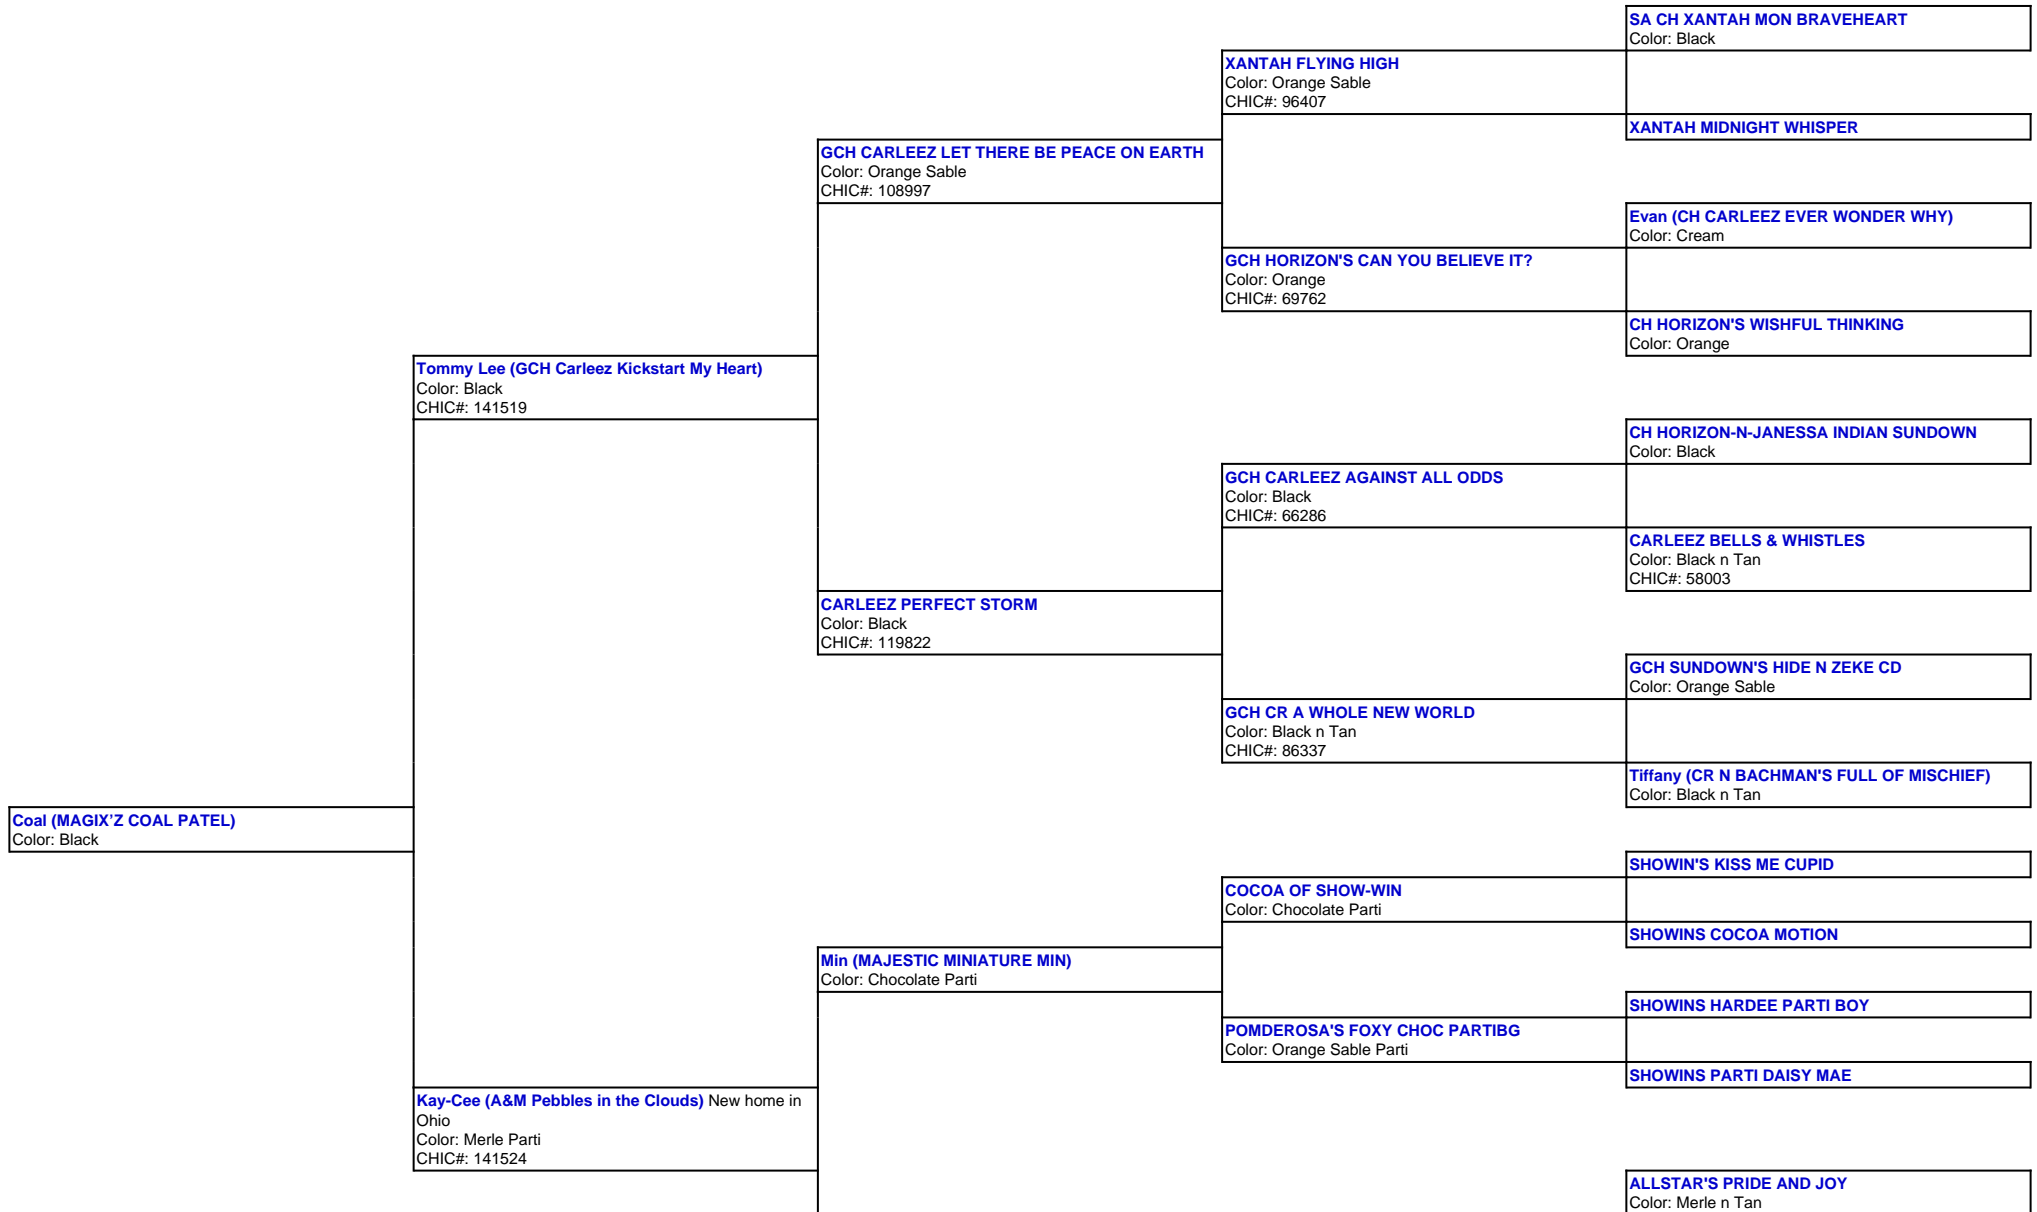 SA CH XANTAH MON BRAVEHEART
Color: Black
XANTAH FLYING HIGH
Color: Orange Sable
CHIC#: 96407
XANTAH MIDNIGHT WHISPER
GCH CARLEEZ LET THERE BE PEACE ON EARTH
Color: Orange Sable
CHIC#: 108997
Evan (CH CARLEEZ EVER WONDER WHY)
Color: Cream
GCH HORIZON'S CAN YOU BELIEVE IT?
Color: Orange
CHIC#: 69762
CH HORIZON'S WISHFUL THINKING
Color: Orange
Tommy Lee (GCH Carleez Kickstart My Heart)
Color: Black
CHIC#: 141519
CH HORIZON-N-JANESSA INDIAN SUNDOWN
Color: Black
GCH CARLEEZ AGAINST ALL ODDS
Color: Black
CHIC#: 66286
CARLEEZ BELLS & WHISTLES
Color: Black n Tan
CHIC#: 58003
CARLEEZ PERFECT STORM
Color: Black
CHIC#: 119822
GCH SUNDOWN'S HIDE N ZEKE CD
Color: Orange Sable
GCH CR A WHOLE NEW WORLD
Color: Black n Tan
CHIC#: 86337
Tiffany (CR N BACHMAN'S FULL OF MISCHIEF)
Color: Black n Tan
Coal (MAGIX’Z COAL PATEL)
Color: Black
SHOWIN'S KISS ME CUPID
COCOA OF SHOW-WIN
Color: Chocolate Parti
SHOWINS COCOA MOTION
Min (MAJESTIC MINIATURE MIN)
Color: Chocolate Parti
SHOWINS HARDEE PARTI BOY
POMDEROSA'S FOXY CHOC PARTIBG
Color: Orange Sable Parti
SHOWINS PARTI DAISY MAE
Kay-Cee (A&M Pebbles in the Clouds) New home in
Ohio
Color: Merle Parti
CHIC#: 141524
ALLSTAR'S PRIDE AND JOY
Color: Merle n Tan